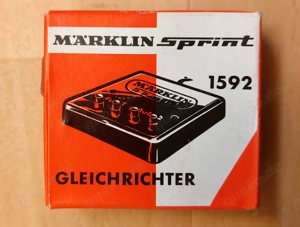 MÄRKLIN Sprint
1592
MÄRKLIN
GLEICHRICHTER